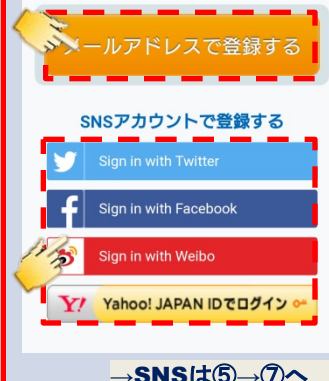 ールアドレスで登録する
SNSアカウントで登録する
Sign in with Twitter
f Sign in with Facebook
Sign in with Weibo
Y! Yahoo! JAPAN IDでログイン
→SNSは⑤→⑦へ